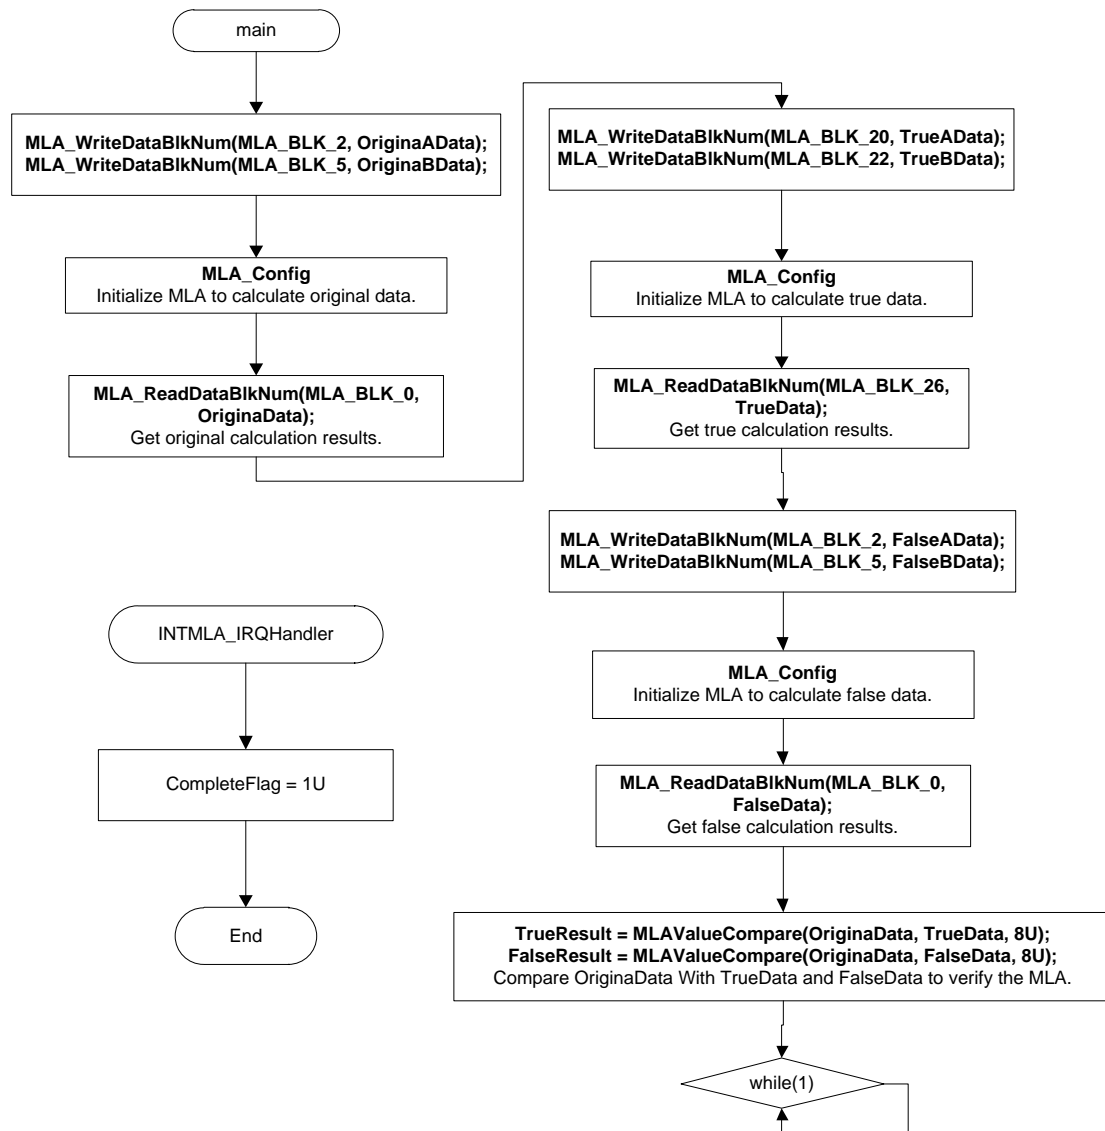 main
MLA_WriteDataBlkNum(MLA_BLK_2, OriginaAData);
MLA_WriteDataBlkNum(MLA_BLK_5, OriginaBData);
MLA_Config
Initialize MLA to calculate original data.
MLA_ReadDataBlkNum(MLA_BLK_0,
OriginaData);
Get original calculation results.
MLA_WriteDataBlkNum(MLA_BLK_20, TrueAData);
MLA_WriteDataBlkNum(MLA_BLK_22, TrueBData);
MLA_Config
Initialize MLA to calculate true data.
MLA_ReadDataBlkNum(MLA_BLK_26,
TrueData);
Get true calculation results.
MLA_WriteDataBlkNum(MLA_BLK_2, FalseAData);
MLA_WriteDataBlkNum(MLA_BLK_5, FalseBData);
MLA_Config
Initialize MLA to calculate false data.
MLA_ReadDataBlkNum(MLA_BLK_0,
FalseData);
Get false calculation results.
TrueResult = MLAValueCompare(OriginaData, TrueData, 8U);
FalseResult = MLAValueCompare(OriginaData, FalseData, 8U);
Compare OriginaData With TrueData and FalseData to verify the MLA.
while(1)
INTMLA_IRQHandler
CompleteFlag = 1U
End